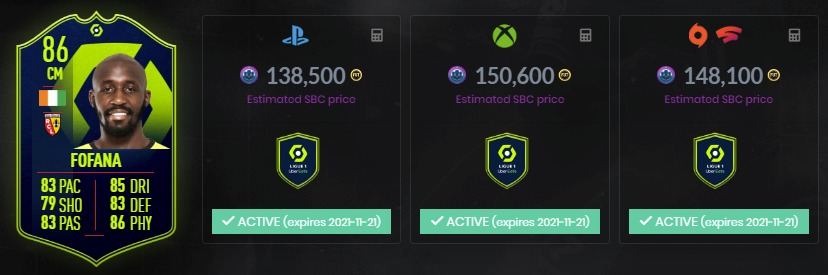 86
CM
FOFANA
83 PAC
85 DRI
79 SHO
83 DEF
83 PAS
86 PHY
138,500
Estimated SBC price
LIGUE 1
Uber Eats
ACTIVE (expires 2021-11-21)
150,600
Estimated SBC price
LIGUE 1
Uber Eats
ACTIVE (expires 2021-11-21)
148,100
Estimated SBC price
LIGUE 1
Uber Eats
ACTIVE (expires 2021-11-21)